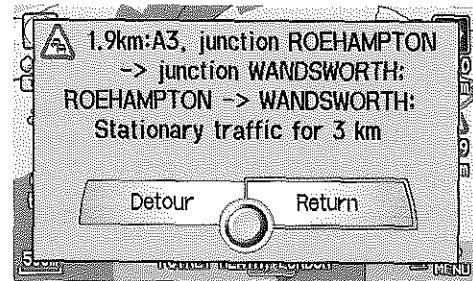 1.9km:A3, junction ROEHAMPTON
-> junction WANDSWORTH:
ROEHAMPTON -> WANDSWORTH:
Stationary traffic for 3 km
Detour
Return
MENU